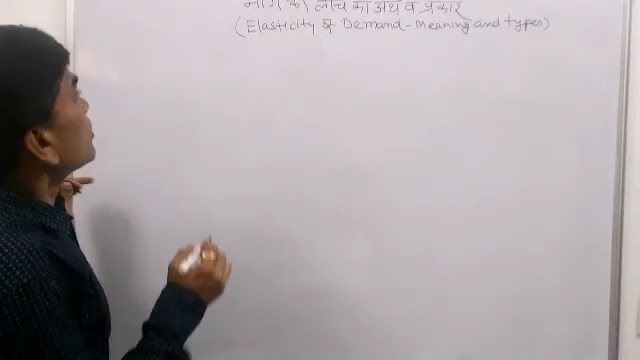 माँग की लोच का अर्थ व प्रकार
(Elasticity of Demand - Meaning and types)